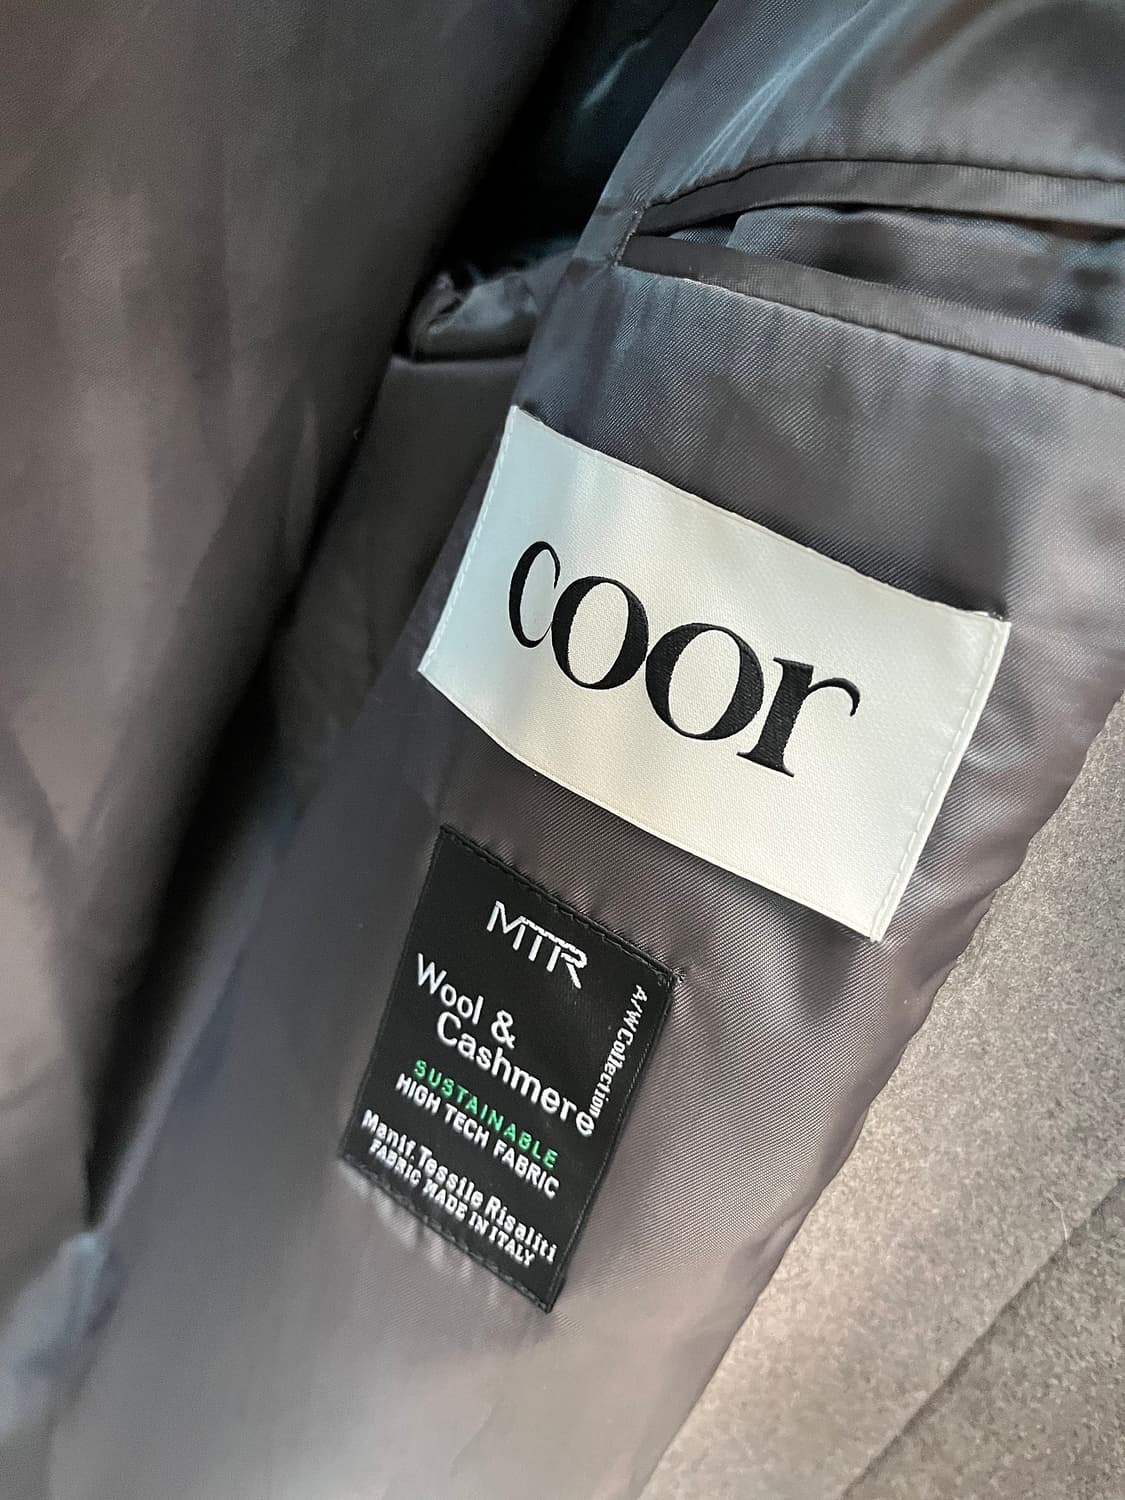 coor
MTR
Wool &
Cashmere
A/W Collection
SUSTAINABLE
HIGH TECH FABRIC
Manif.Tessile Risaliti
FABRIC MADE IN ITALY